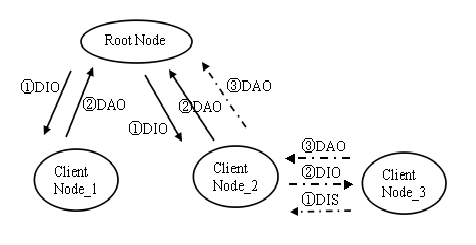 Root Node
①DIO
②DAO
①DIO
②DAO
③DAO
Client
Node_1
Client
Node_2
③DAO
②DIO
①DIS
Client
Node_3